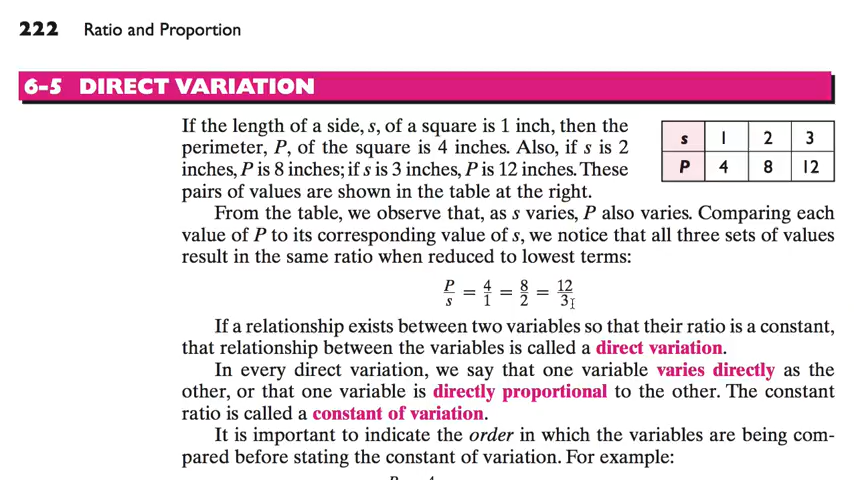 222 Ratio and Proportion
6-5 DIRECT VARIATION
If the length of a side, s, of a square is 1 inch, then the
perimeter, P, of the square is 4 inches. Also, if s is 2
inches, P is 8 inches; if s is 3 inches, P is 12 inches. These
pairs of values are shown in the table at the right.
s 1 2 3
P 4 8 12
From the table, we observe that, as s varies, P also varies. Comparing each
value of P to its corresponding value of s, we notice that all three sets of values
result in the same ratio when reduced to lowest terms:
P/s = 4/1 = 8/2 = 12/3
If a relationship exists between two variables so that their ratio is a constant,
that relationship between the variables is called a direct variation.
In every direct variation, we say that one variable varies directly as the
other, or that one variable is directly proportional to the other. The constant
ratio is called a constant of variation.
It is important to indicate the order in which the variables are being com-
pared before stating the constant of variation. For example: